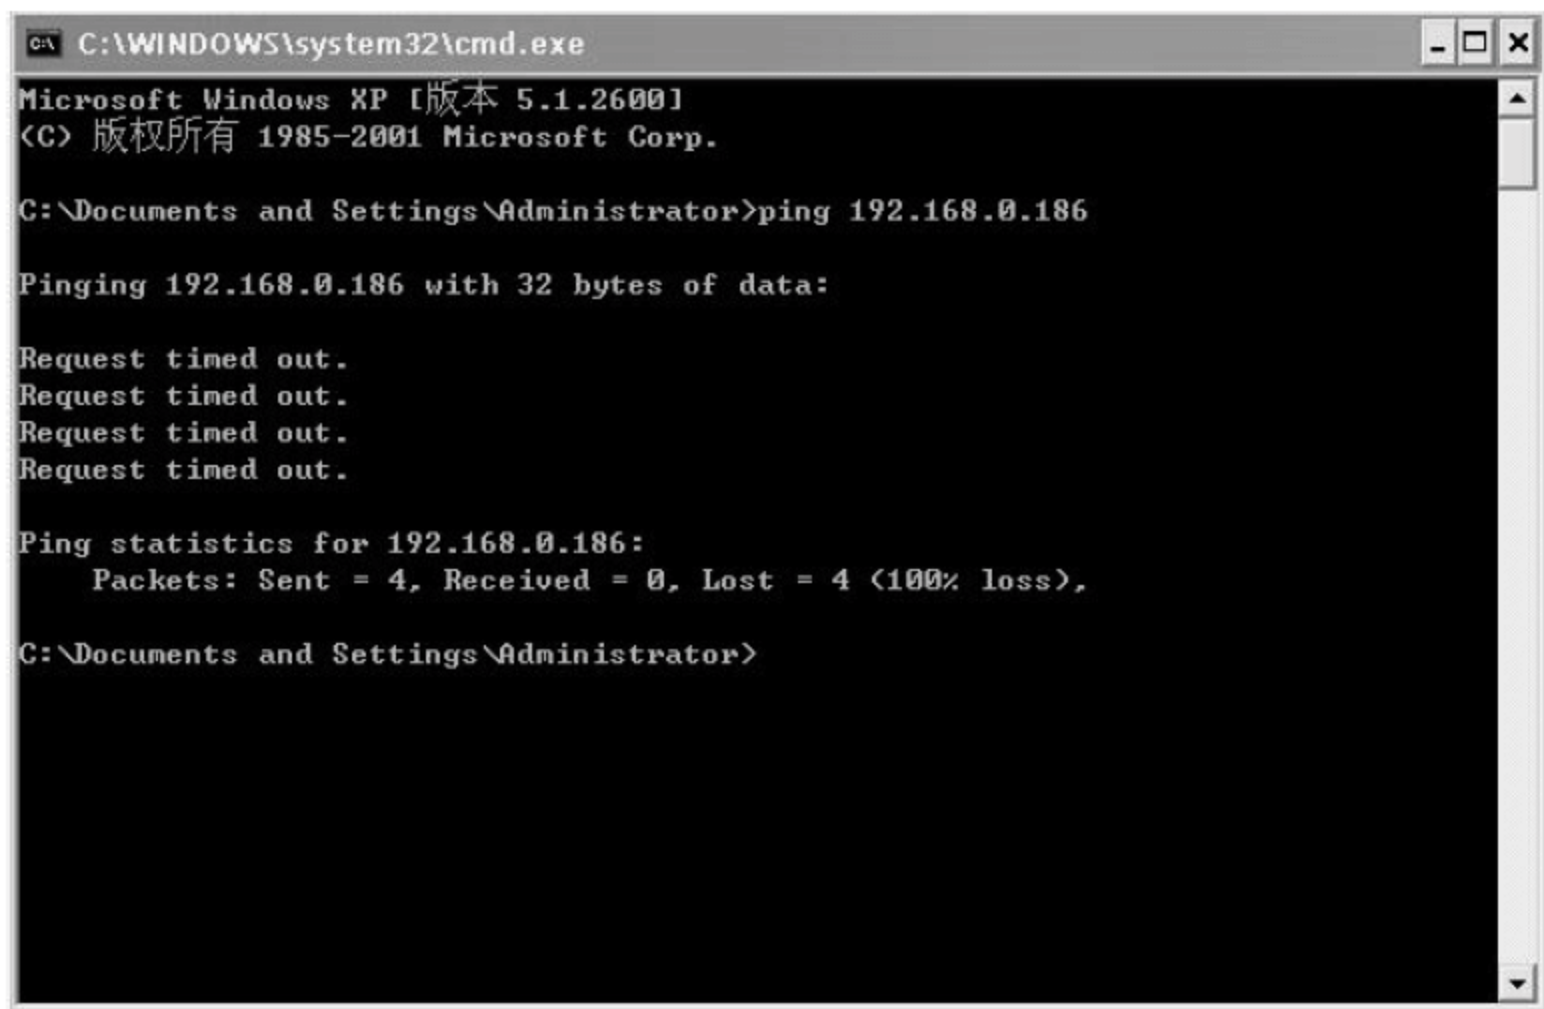 C:\WINDOWS\system32\cmd.exe
Microsoft Windows XP [版本 5.1.2600]
(C) 版权所有 1985-2001 Microsoft Corp.
C:\Documents and Settings\Administrator>ping 192.168.0.186
Pinging 192.168.0.186 with 32 bytes of data:
Request timed out.
Request timed out.
Request timed out.
Request timed out.
Ping statistics for 192.168.0.186:
Packets: Sent = 4, Received = 0, Lost = 4 (100% loss),
C:\Documents and Settings\Administrator>